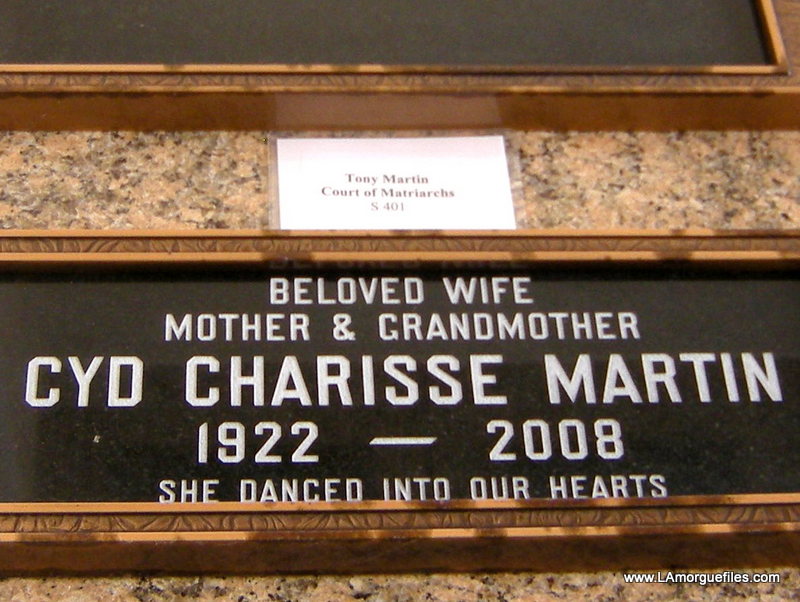 Tony Martin
Court of Matriarchs
S 401
BELOVED WIFE
MOTHER & GRANDMOTHER
CYD CHARISSE MARTIN
1922 — 2008
SHE DANCED INTO OUR HEARTS
www.LAmorguefiles.com